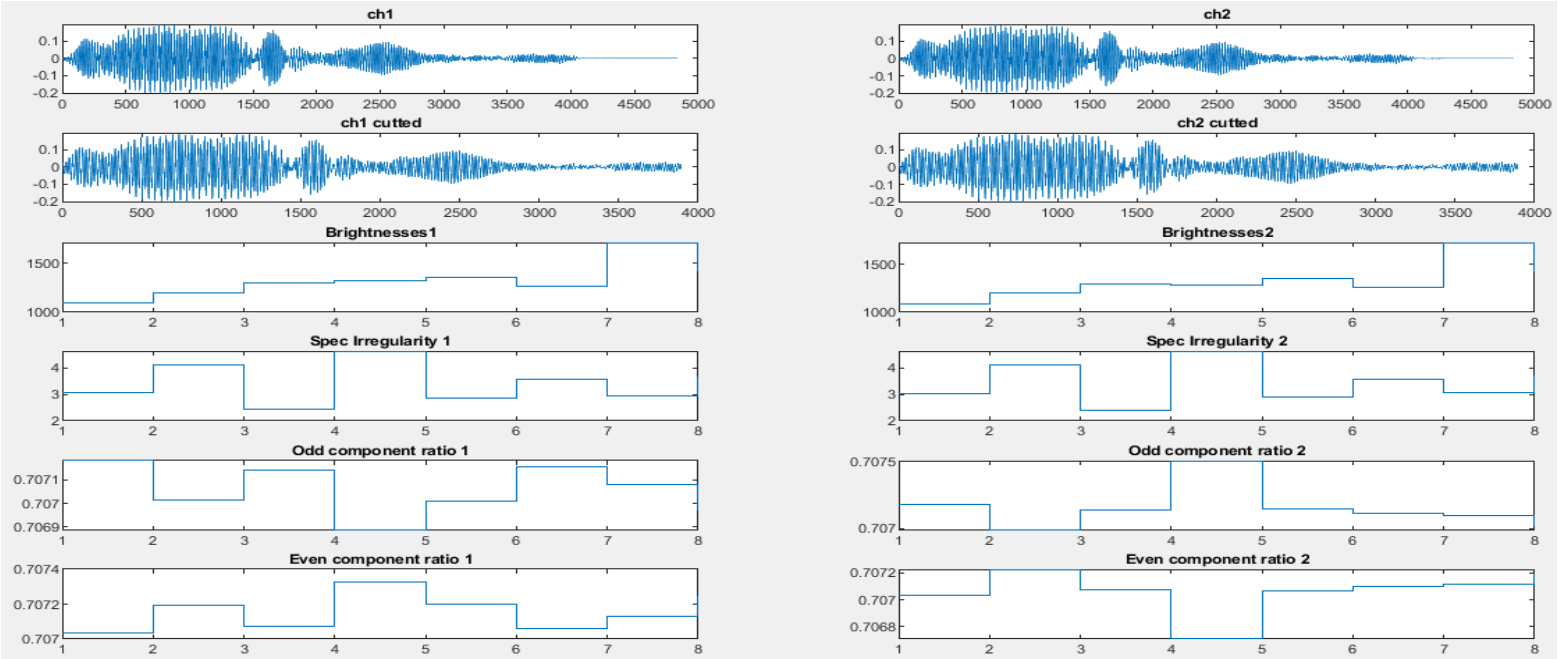 ch1
0.1
0
-0.1
-0.2
0 500 1000 1500 2000 2500 3000 3500 4000 4500 5000
ch2
0.1
0
-0.1
-0.2
0 500 1000 1500 2000 2500 3000 3500 4000 4500 5000
ch1 cutted
0.1
0
-0.1
-0.2
0 500 1000 1500 2000 2500 3000 3500 4000
ch2 cutted
0.1
0
-0.1
-0.2
0 500 1000 1500 2000 2500 3000 3500 4000
Brightnesses1
1500
1000
1 2 3 4 5 6 7 8
Brightnesses2
1500
1000
1 2 3 4 5 6 7 8
Spec Irregularity 1
4
3
2
1 2 3 4 5 6 7 8
Spec Irregularity 2
4
3
2
1 2 3 4 5 6 7 8
Odd component ratio 1
0.7071
0.707
0.7069
1 2 3 4 5 6 7 8
Odd component ratio 2
0.7075
0.707
1 2 3 4 5 6 7 8
Even component ratio 1
0.7074
0.7072
0.707
1 2 3 4 5 6 7 8
Even component ratio 2
0.7072
0.707
0.7068
1 2 3 4 5 6 7 8